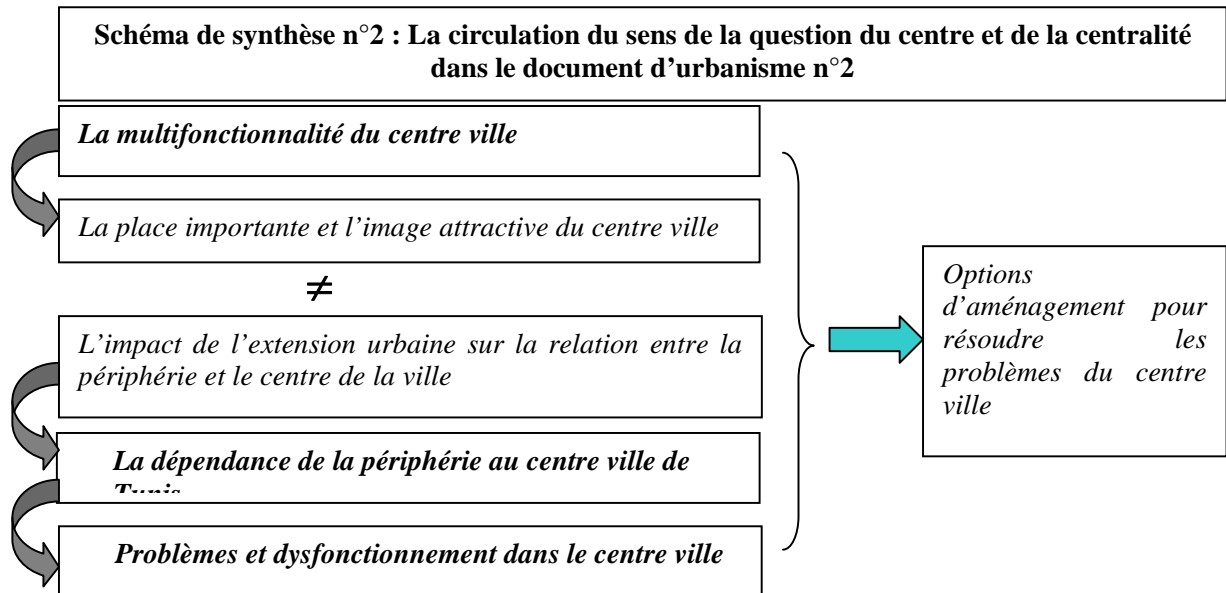 Schéma de synthèse n°2 : La circulation du sens de la question du centre et de la centralité
dans le document d'urbanisme n°2
La multifonctionnalité du centre ville
La place importante et l'image attractive du centre ville
≠
L'impact de l'extension urbaine sur la relation entre la
périphérie et le centre de la ville
La dépendance de la périphérie au centre ville de
Tunis
Problèmes et dysfonctionnement dans le centre ville
Options
d'aménagement pour
résoudre les
problèmes du centre
ville